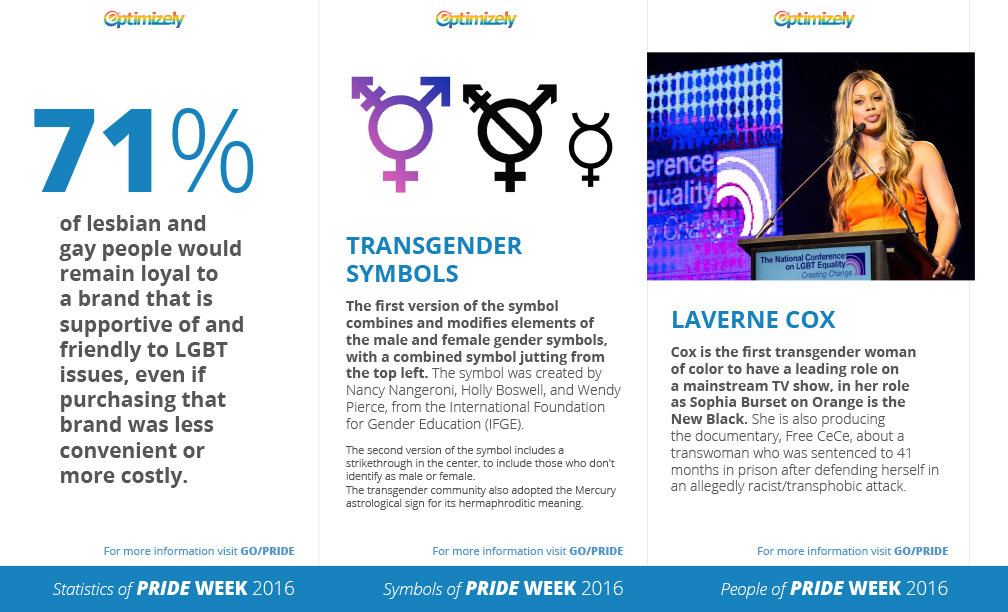 Optimizely
71%
of lesbian and
gay people would
remain loyal to
a brand that is
supportive of and
friendly to LGBT
issues, even if
purchasing that
brand was less
convenient or
more costly.
For more information visit GO/PRIDE
Statistics of PRIDE WEEK 2016
Optimizely
TRANSGENDER
SYMBOLS
The first version of the symbol
combines and modifies elements of
the male and female gender symbols,
with a combined symbol jutting from
the top left. The symbol was created by
Nancy Nangeroni, Holly Boswell, and Wendy
Pierce, from the International Foundation
for Gender Education (IFGE).
The second version of the symbol includes a
strikethrough in the center, to include those who don't
identify as male or female.
The transgender community also adopted the Mercury
astrological sign for its hermaphroditic meaning.
For more information visit GO/PRIDE
Symbols of PRIDE WEEK 2016
Optimizely
erence
quality
g Change
The National Conference
on LGBT Equality
Creating Change
LAVERNE COX
Cox is the first transgender woman
of color to have a leading role on
a mainstream TV show, in her role
as Sophia Burset on Orange is the
New Black. She is also producing
the documentary, Free CeCe, about a
transwoman who was sentenced to 41
months in prison after defending herself in
an allegedly racist/transphobic attack.
For more information visit GO/PRIDE
People of PRIDE WEEK 2016